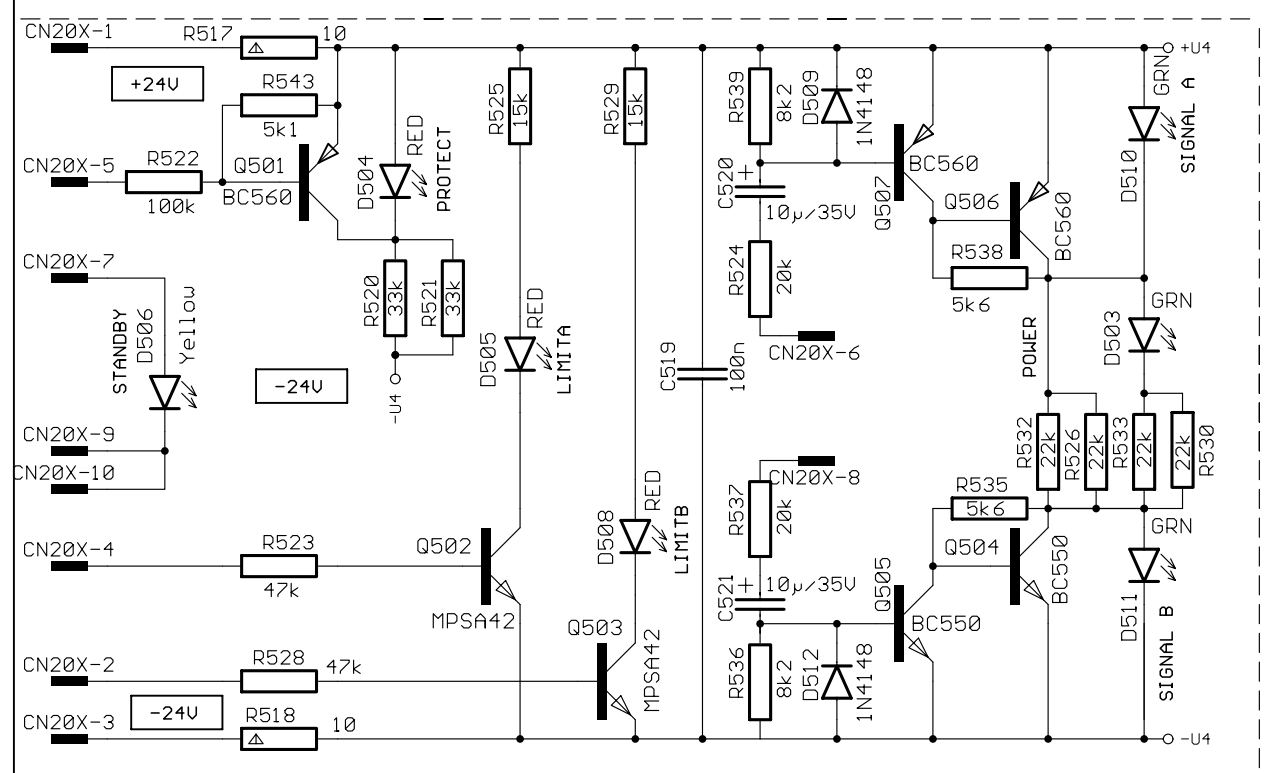 CN20X-1
R517
10
+24V
R543
5k1
CN20X-5
R522
100k
Q501
BC560
D504
RED
PROTECT
R520
33k
R521
33k
-U4
CN20X-7
STANDBY
D506
Yellow
-24V
CN20X-9
CN20X-10
R525
15k
D505
RED
LIMITA
R529
15k
D508
RED
LIMITB
C519
100n
CN20X-4
R523
47k
Q502
MPSA42
CN20X-2
R528
47k
Q503
MPSA42
-24V
CN20X-3
R518
10
R539
8k2
D509
1N4148
C520
+
10µ/35V
Q507
BC560
R524
20k
CN20X-6
Q506
BC560
R538
5k6
GRN
D510
SIGNAL A
+U4
POWER
GRN
D503
R532
22k
R526
22k
R533
22k
R530
22k
CN20X-8
R537
20k
C521
+
10µ/35V
Q505
BC550
R535
5k6
Q504
BC550
GRN
D511
SIGNAL B
R536
8k2
D512
1N4148
-U4